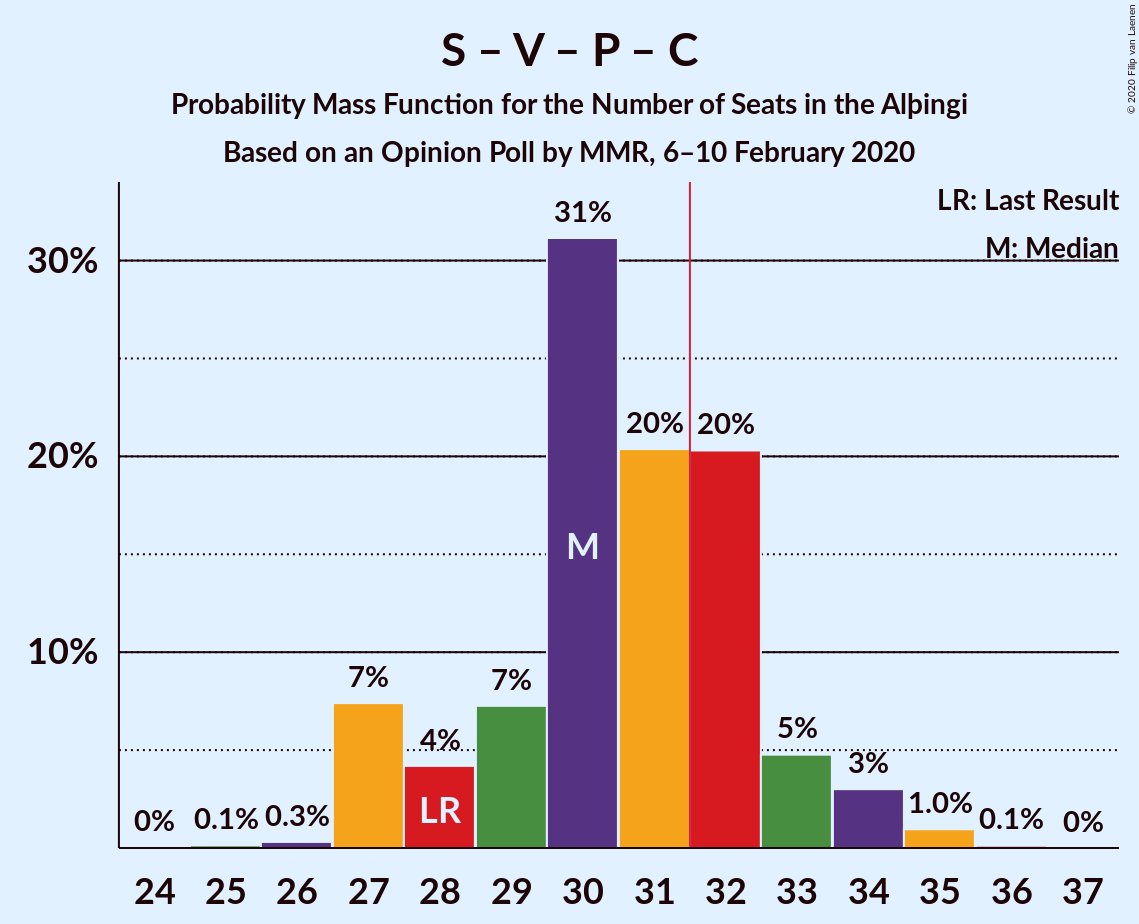 S – V – P – C
Probability Mass Function for the Number of Seats in the Alþingi
Based on an Opinion Poll by MMR, 6–10 February 2020
© 2020 Filip van Laenen
LR: Last Result
M: Median
30%
20%
10%
0%
0.1%
0.3%
7%
4%
7%
31%
20%
20%
5%
3%
1.0%
0.1%
0%
LR
M
24 25 26 27 28 29 30 31 32 33 34 35 36 37